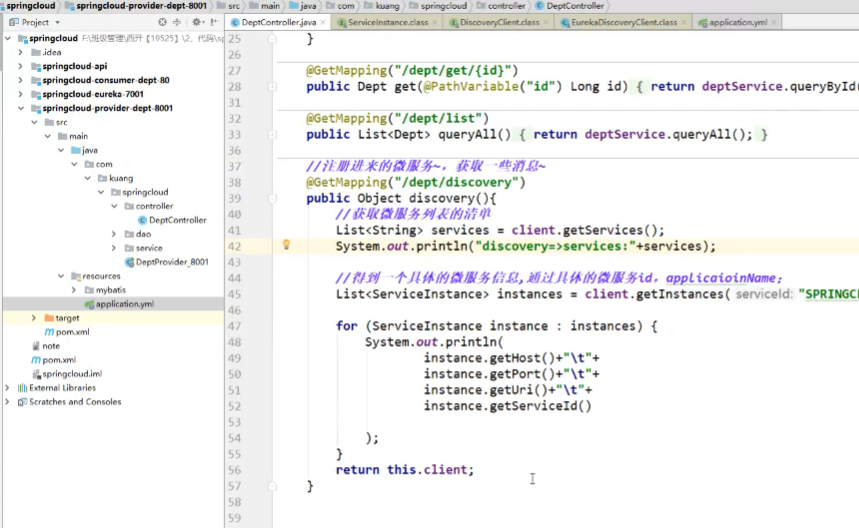 springcloud springcloud-provider-dept-8001 src main java com kuang springcloud controller DeptController
Project
DeptController.java ServiceInstance.class DiscoveryClient.class EurekaDiscoveryClient.class application.yml
springcloud F:\班级管理\西开【19525】\2、代码\sp
.idea
springcloud-api
springcloud-consumer-dept-80
springcloud-eureka-7001
springcloud-provider-dept-8001
src
main
java
com
kuang
springcloud
controller
DeptController
dao
service
DeptProvider_8001
resources
mybatis
application.yml
target
pom.xml
note
pom.xml
springcloud.iml
External Libraries
Scratches and Consoles
25 }
26
27 @GetMapping("/dept/get/{id}")
28 public Dept get(@PathVariable("id") Long id) { return deptService.queryById
31
32 @GetMapping("/dept/list")
33 public List<Dept> queryAll() { return deptService.queryAll(); }
36
37 //注册进来的微服务~，获取一些消息~
38 @GetMapping("/dept/discovery")
39 public Object discovery(){
40 //获取微服务列表的清单
41 List<String> services = client.getServices();
42 System.out.println("discovery=>services:"+services);
43
44 //得到一个具体的微服务信息,通过具体的微服务id，applicaioinName；
45 List<ServiceInstance> instances = client.getInstances( serviceId: "SPRINGCL
46
47 for (ServiceInstance instance : instances) {
48 System.out.println(
49 instance.getHost()+"\t"+
50 instance.getPort()+"\t"+
51 instance.getUri()+"\t"+
52 instance.getServiceId()
53
54 );
55 }
56 return this.client;
57 }
58
59